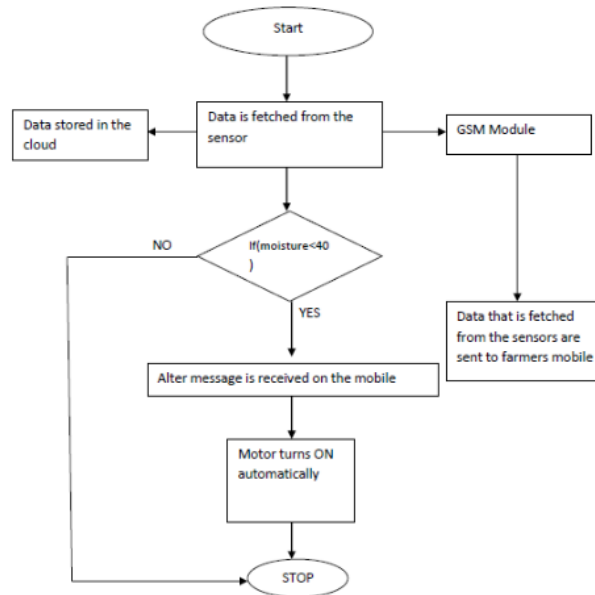 Start
Data stored in the
cloud
Data is fetched from the
sensor
GSM Module
NO
If(moisture<40
)
YES
Data that is fetched
from the sensors are
sent to farmers mobile
Alter message is received on the mobile
Motor turns ON
automatically
STOP